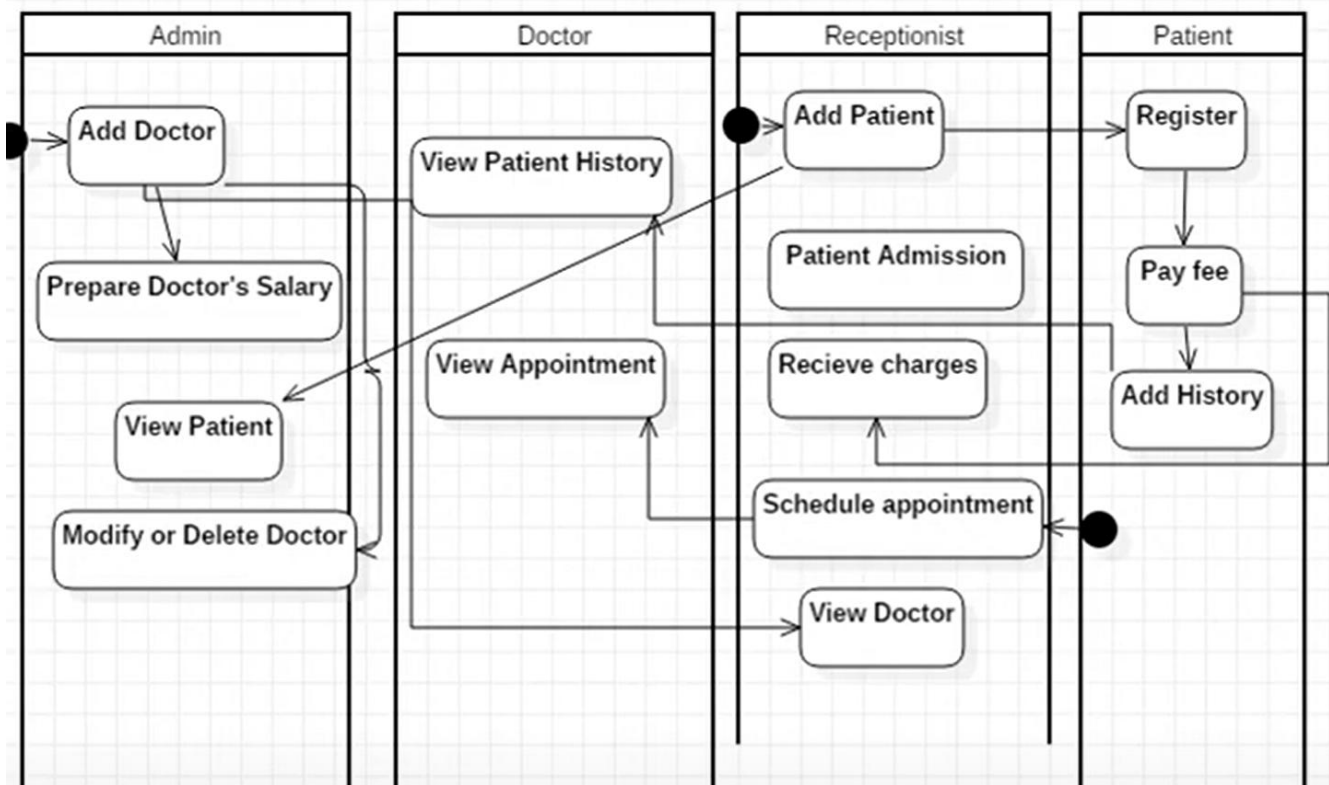 Admin
Doctor
Receptionist
Patient
Add Doctor
Prepare Doctor's Salary
View Patient
Modify or Delete Doctor
View Patient History
View Appointment
Add Patient
Patient Admission
Recieve charges
Schedule appointment
View Doctor
Register
Pay fee
Add History